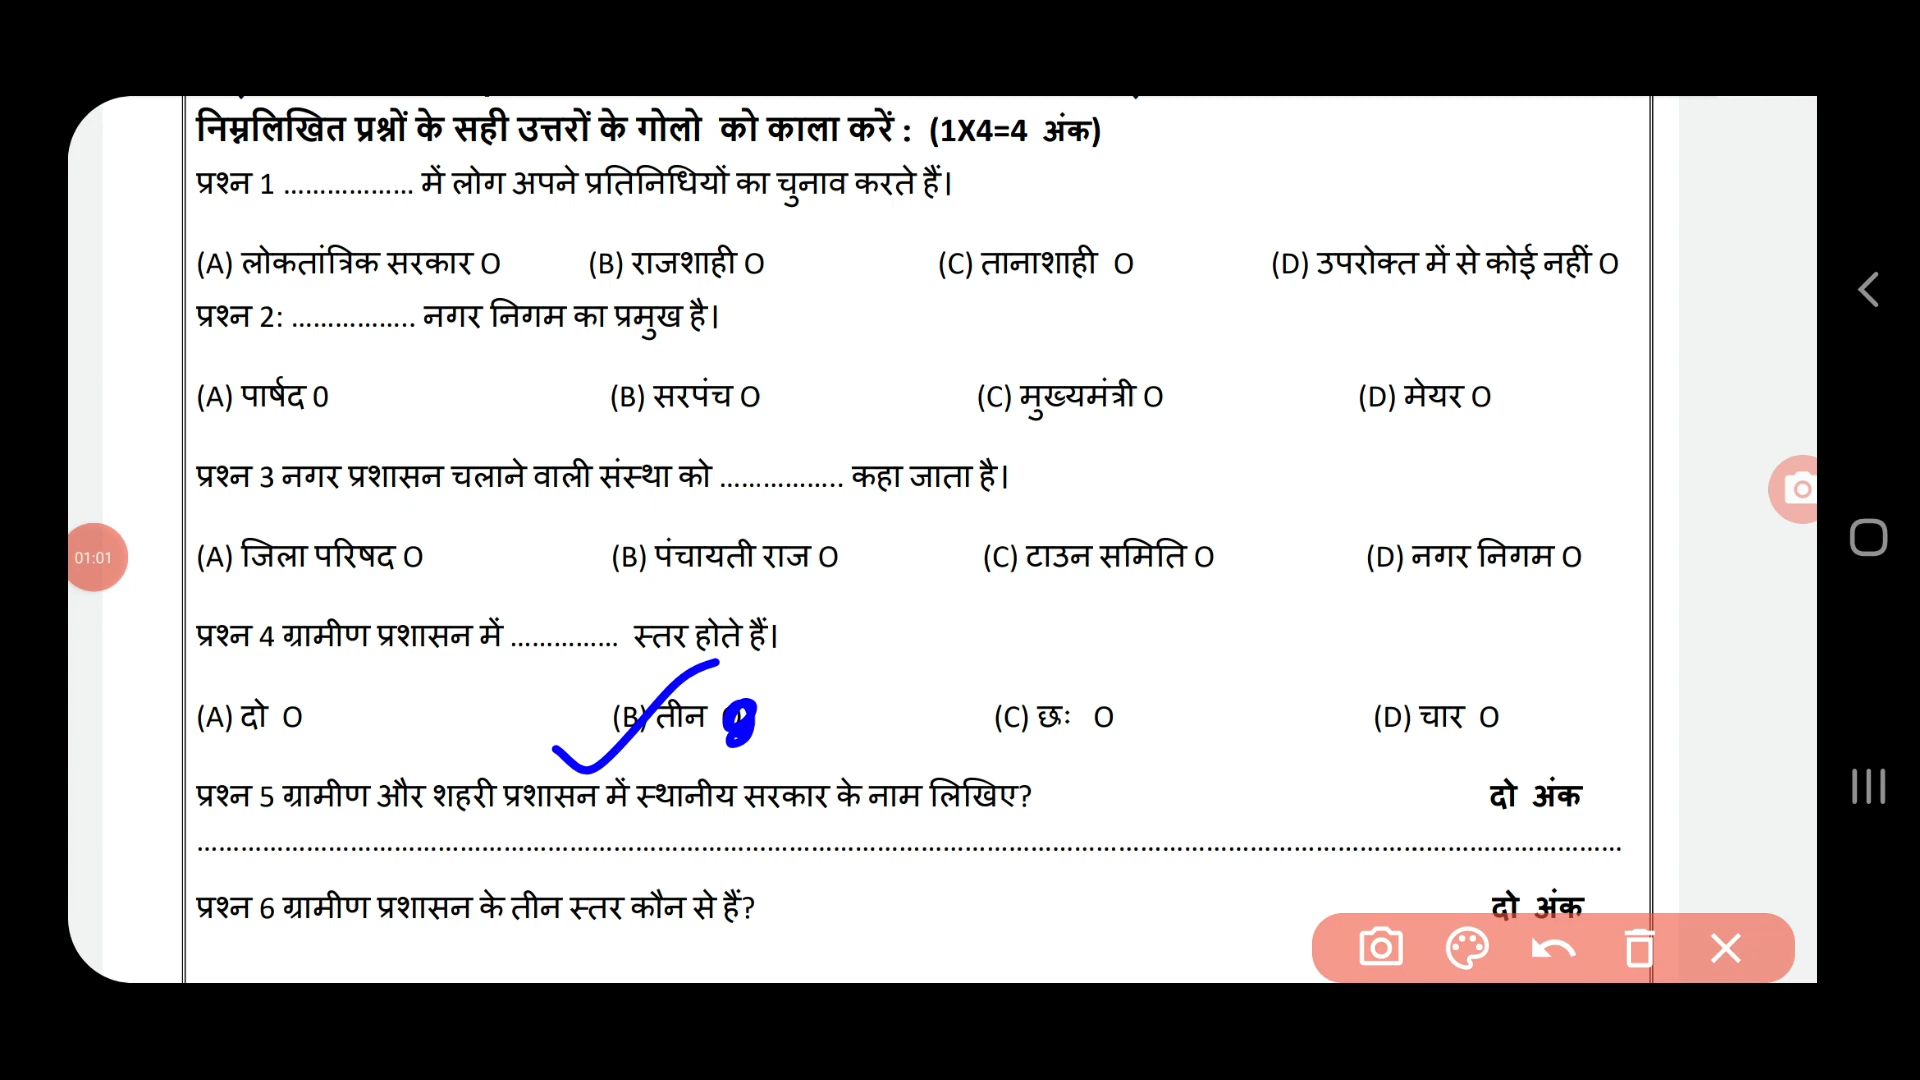 निम्नलिखित प्रश्नों के सही उत्तरों के गोलो को काला करें : (1X4=4 अंक)
प्रश्न 1 .................. में लोग अपने प्रतिनिधियों का चुनाव करते हैं।
(A) लोकतांत्रिक सरकार O (B) राजशाही O (C) तानाशाही O (D) उपरोक्त में से कोई नहीं O
प्रश्न 2: ................. नगर निगम का प्रमुख है।
(A) पार्षद 0 (B) सरपंच O (C) मुख्यमंत्री O (D) मेयर O
प्रश्न 3 नगर प्रशासन चलाने वाली संस्था को ................. कहा जाता है।
(A) जिला परिषद O (B) पंचायती राज O (C) टाउन समिति O (D) नगर निगम O
01:01
प्रश्न 4 ग्रामीण प्रशासन में ............... स्तर होते हैं।
(A) दो O (B) तीन O (C) छः O (D) चार O
प्रश्न 5 ग्रामीण और शहरी प्रशासन में स्थानीय सरकार के नाम लिखिए? दो अंक
प्रश्न 6 ग्रामीण प्रशासन के तीन स्तर कौन से हैं? दो अंक